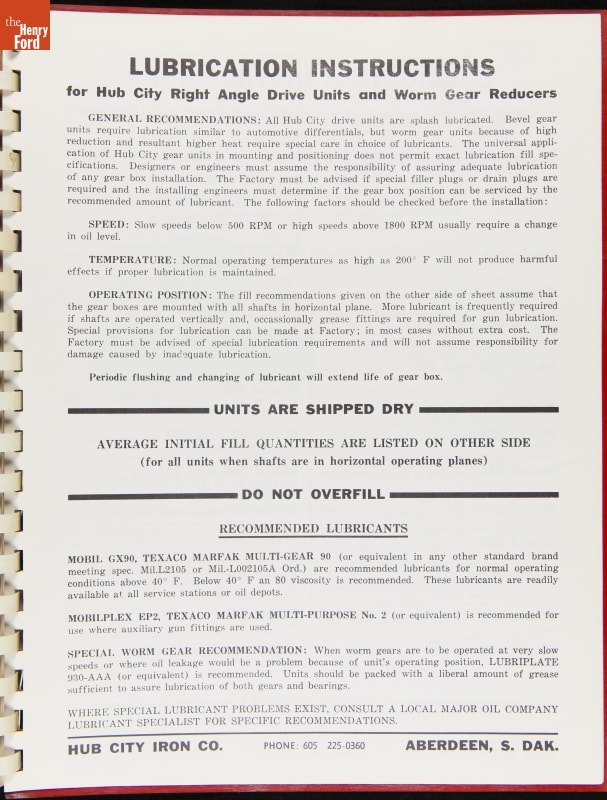 the
Henry
Ford
LUBRICATION INSTRUCTIONS
for Hub City Right Angle Drive Units and Worm Gear Reducers
GENERAL RECOMMENDATIONS: All Hub City drive units are splash lubricated. Bevel gear
units require lubrication similar to automotive differentials, but worm gear units because of high
reduction and resultant higher heat require special care in choice of lubricants. The universal appli-
cation of Hub City gear units in mounting and positioning does not permit exact lubrication fill spe-
cifications. Designers or engineers must assume the responsibility of assuring adequate lubrication
of any gear box installation. The Factory must be advised if special filler plugs or drain plugs are
required and the installing engineers must determine if the gear box position can be serviced by the
recommended amount of lubricant. The following factors should be checked before the installation:
SPEED: Slow speeds below 500 RPM or high speeds above 1800 RPM usually require a change
in oil level.
TEMPERATURE: Normal operating temperatures as high as 200° F will not produce harmful
effects if proper lubrication is maintained.
OPERATING POSITION: The fill recommendations given on the other side of sheet assume that
the gear boxes are mounted with all shafts in horizontal plane. More lubricant is frequently required
if shafts are operated vertically and, occassionally grease fittings are required for gun lubrication.
Special provisions for lubrication can be made at Factory; in most cases without extra cost. The
Factory must be advised of special lubrication requirements and will not assume responsibility for
damage caused by inadequate lubrication.
Periodic flushing and changing of lubricant will extend life of gear box.
UNITS ARE SHIPPED DRY
AVERAGE INITIAL FILL QUANTITIES ARE LISTED ON OTHER SIDE
(for all units when shafts are in horizontal operating planes)
DO NOT OVERFILL
RECOMMENDED LUBRICANTS
MOBIL GX90, TEXACO MARFAK MULTI-GEAR 90 (or equivalent in any other standard brand
meeting spec. Mil.L2105 or Mil.-L002105A Ord.) are recommended lubricants for normal operating
conditions above 40° F. Below 40° F an 80 viscosity is recommended. These lubricants are readily
available at all service stations or oil depots.
MOBILPLEX EP2, TEXACO MARFAK MULTI-PURPOSE No. 2 (or equivalent) is recommended for
use where auxiliary gun fittings are used.
SPECIAL WORM GEAR RECOMMENDATION: When worm gears are to be operated at very slow
speeds or where oil leakage would be a problem because of unit's operating position, LUBRIPLATE
930-AAA (or equivalent) is recommended. Units should be packed with a liberal amount of grease
sufficient to assure lubrication of both gears and bearings.
WHERE SPECIAL LUBRICANT PROBLEMS EXIST, CONSULT A LOCAL MAJOR OIL COMPANY
LUBRICANT SPECIALIST FOR SPECIFIC RECOMMENDATIONS.
HUB CITY IRON CO. PHONE: 605 225-0360 ABERDEEN, S. DAK.